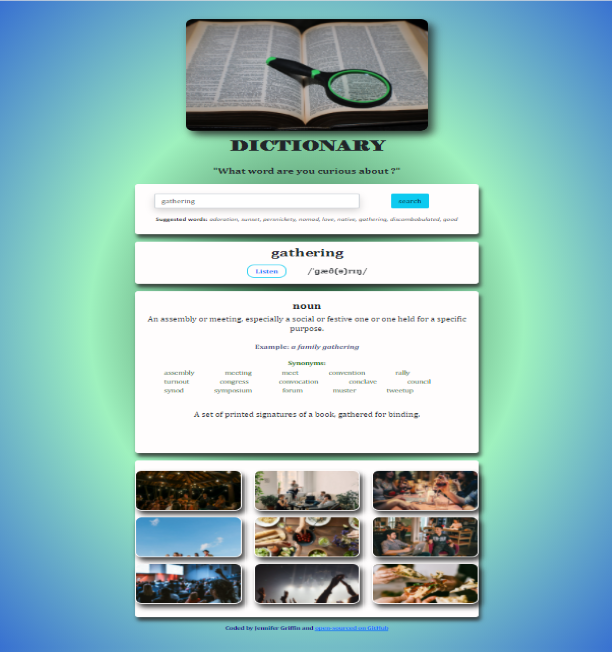 DICTIONARY
"What word are you curious about ?"
gathering
search
Suggested words: adoration, sunset, persnickety, nomad, love, native, gathering, discombobulated, good
gathering
Listen
/ˈɡæð(ə)rɪŋ/
noun
An assembly or meeting, especially a social or festive one or one held for a specific
purpose.
Example: a family gathering
Synonyms:
assembly meeting meet convention rally
turnout congress convocation conclave council
synod symposium forum muster tweetup
A set of printed signatures of a book, gathered for binding.
Coded by Jennifer Griffin and open-sourced on GitHub